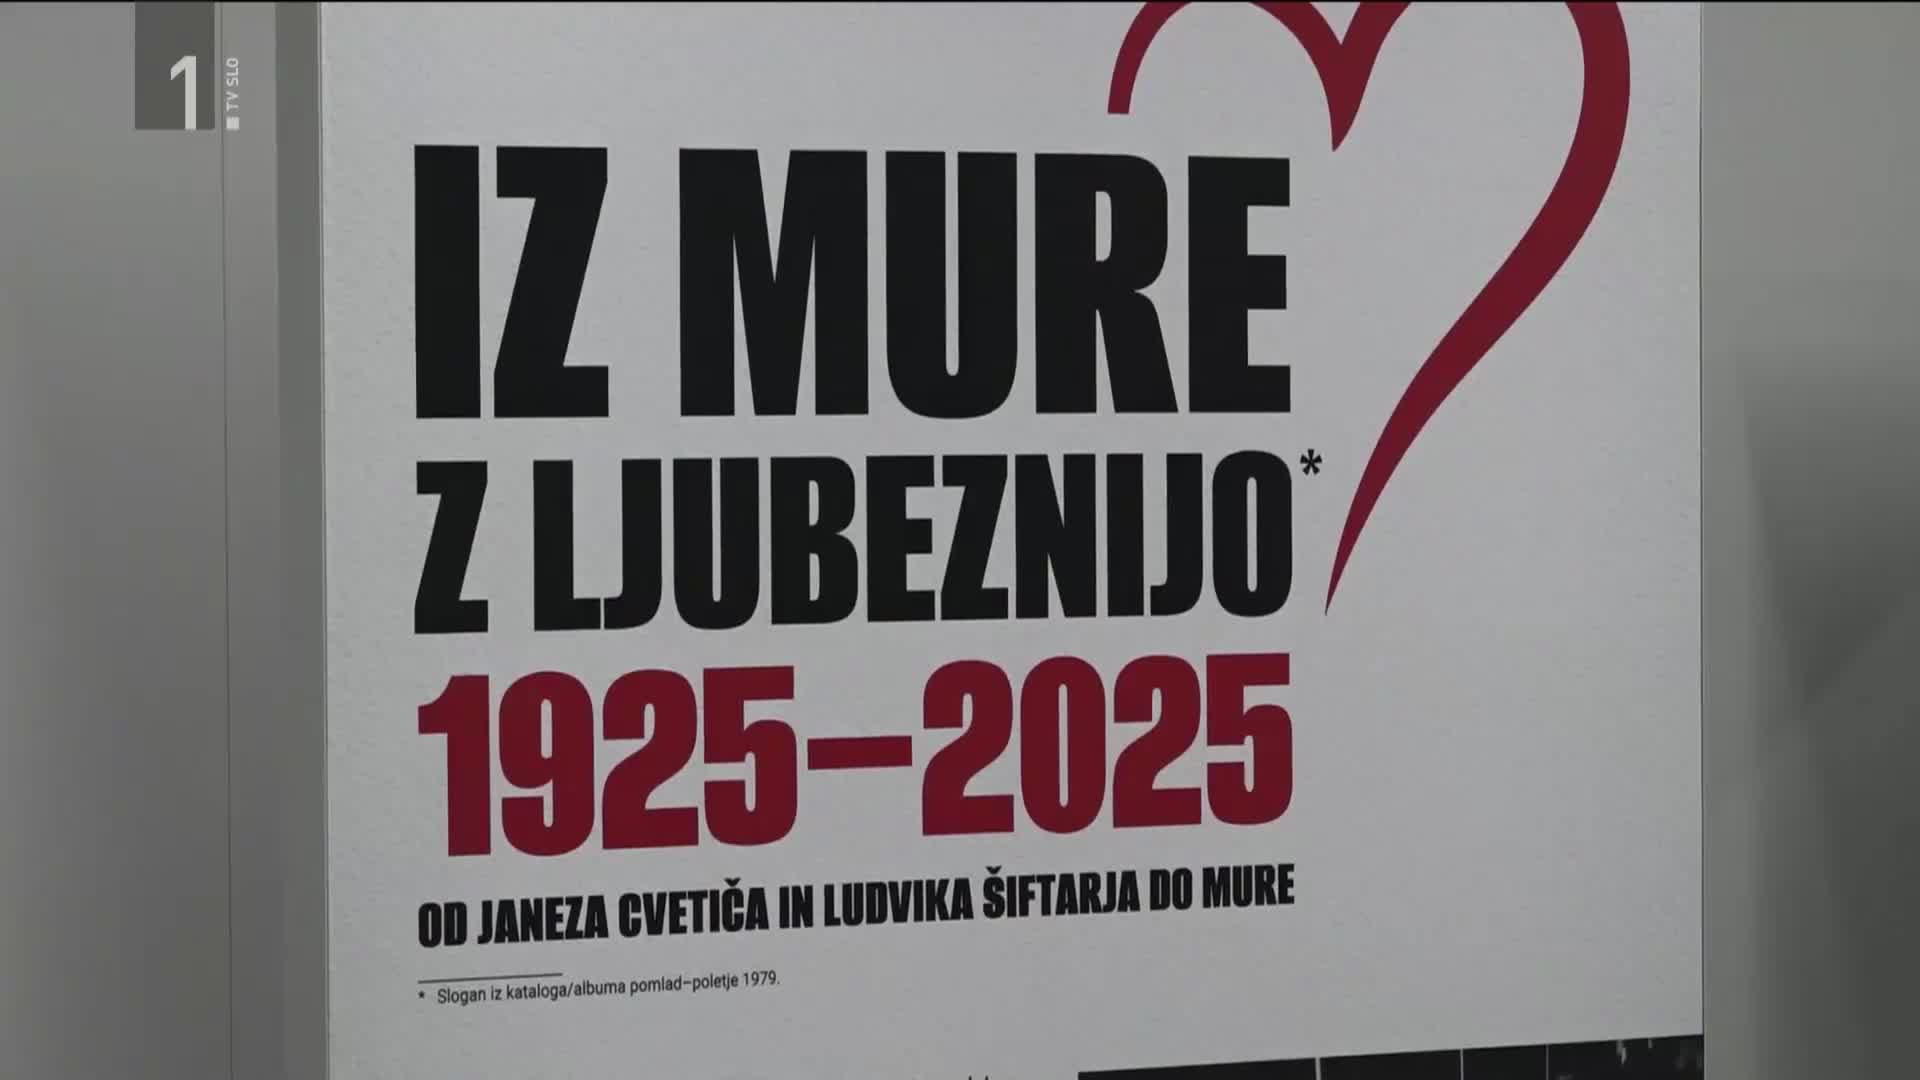 1
TV SLO
IZ MURE
Z LJUBEZNIJO*
1925–2025
OD JANEZA CVETIČA IN LUDVIKA ŠIFTARJA DO MURE
* Slogan iz kataloga/albuma pomlad–poletje 1979.